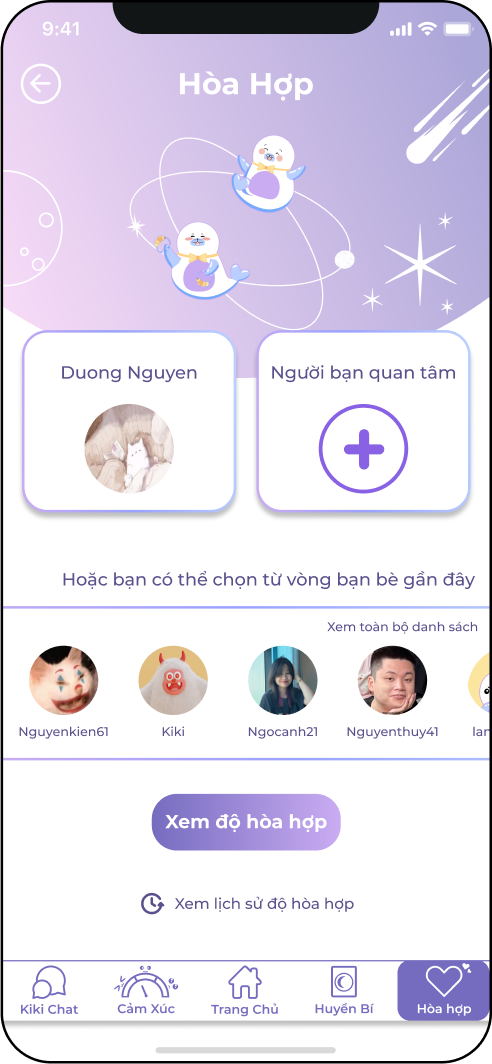 9:41
Hòa Hợp
Duong Nguyen
Người bạn quan tâm
Hoặc bạn có thể chọn từ vòng bạn bè gần đây
Xem toàn bộ danh sách
Nguyenkien61
Kiki
Ngocanh21
Nguyenthuy41
Xem độ hòa hợp
Xem lịch sử độ hòa hợp
Kiki Chat
Cảm Xúc
Trang Chủ
Huyền Bí
Hòa hợp